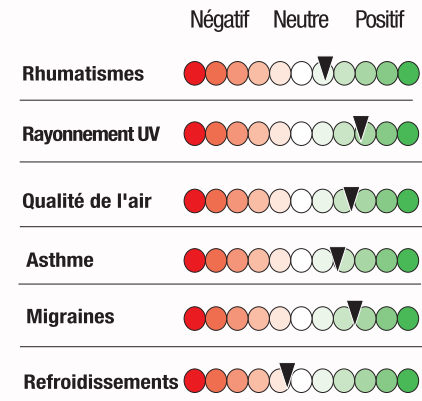 Négatif Neutre Positif
Rhumatismes
Rayonnement UV
Qualité de l'air
Asthme
Migraines
Refroidissements